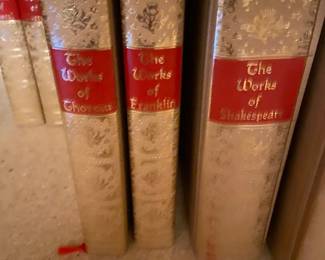 The
Works
of
Thoreau
The
Works
of
Franklin
The
Works
of
Shakespeare